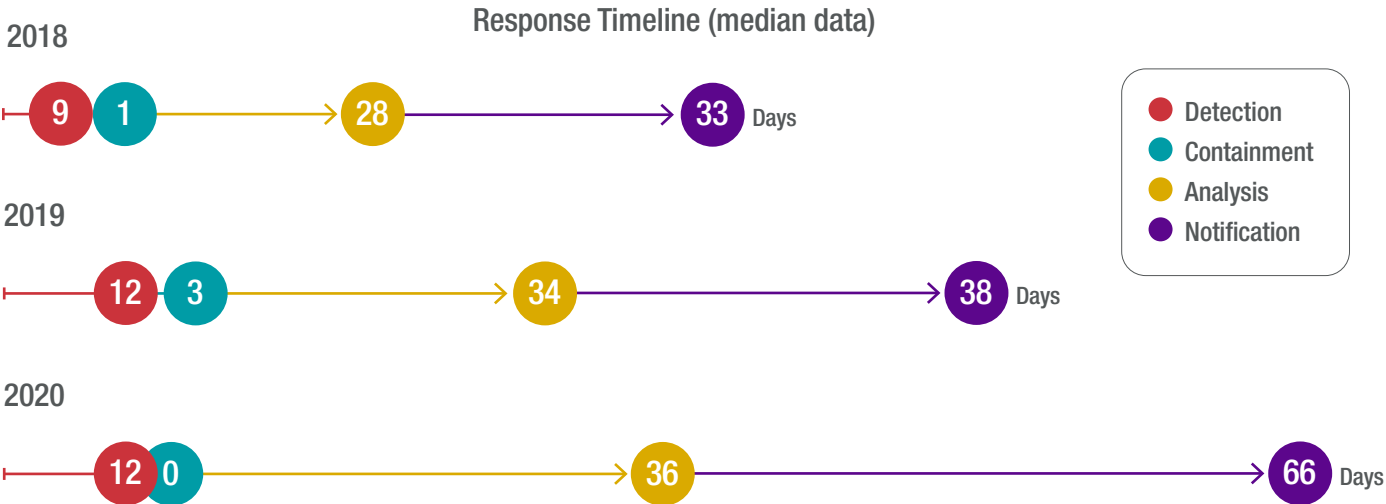 Response Timeline (median data)
2018
9 1 28 33 Days
Detection
Containment
Analysis
Notification
2019
12 3 34 38 Days
2020
12 0 36 66 Days